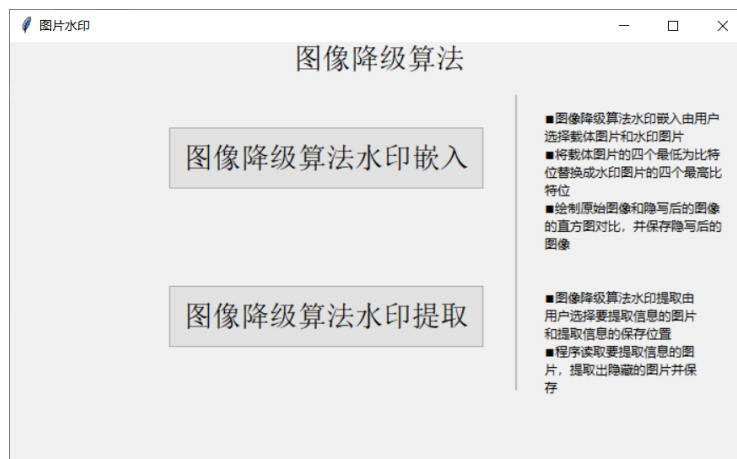 图片水印
图像降级算法
图像降级算法水印嵌入
■图像降级算法水印嵌入由用户
选择载体图片和水印图片
■将载体图片的四个最低为比特
位替换成水印图片的四个最高比
特位
■绘制原始图像和隐写后的图像
的直方图对比，并保存隐写后的
图像
图像降级算法水印提取
■图像降级算法水印提取由
用户选择要提取信息的图片
和提取信息的保存位置
■程序读取要提取信息的图
片，提取出隐藏的图片并保
存